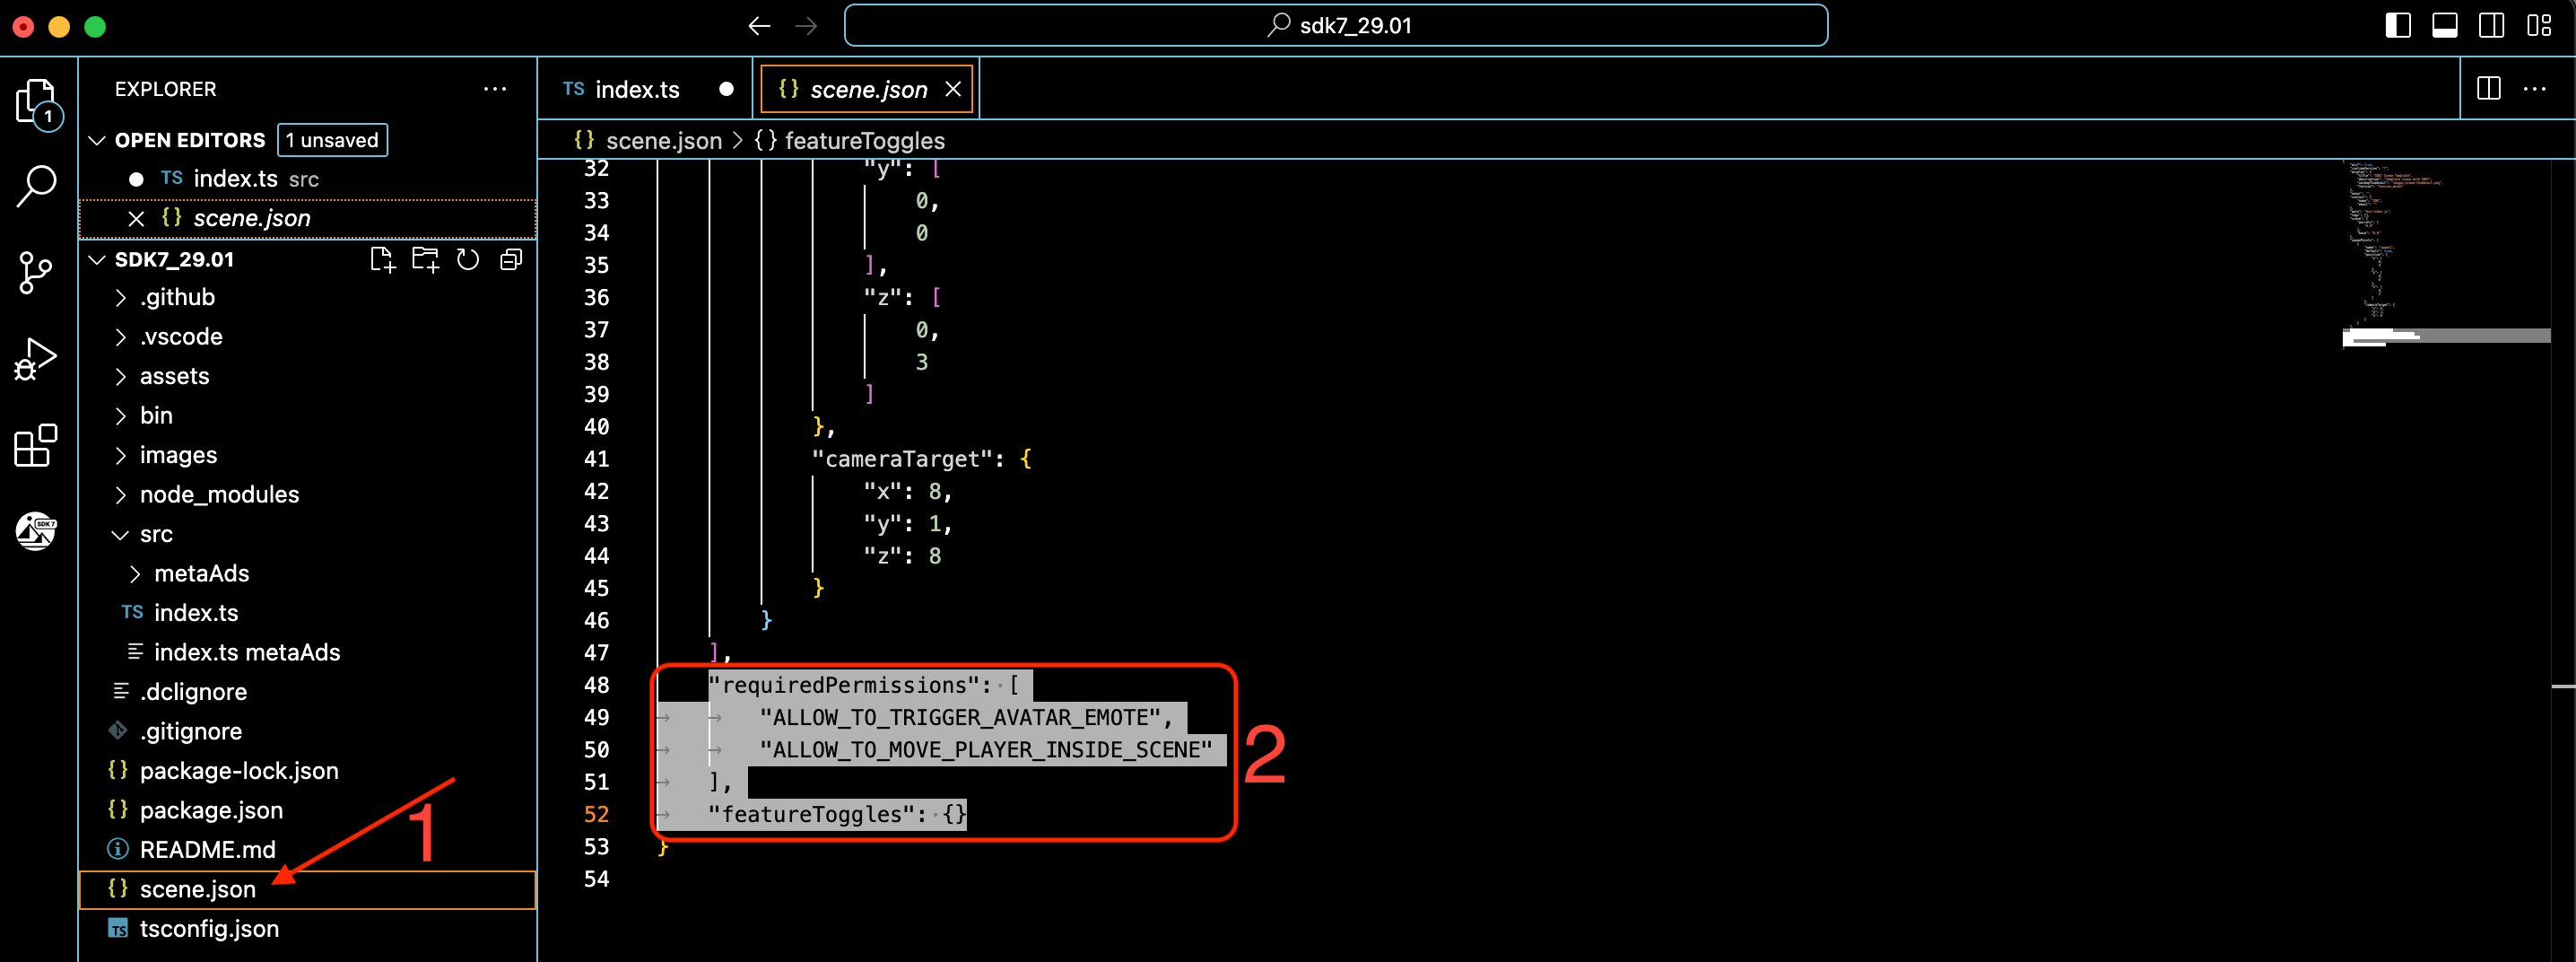 sdk7_29.01
EXPLORER
1
OPEN EDITORS 1 unsaved
TS index.ts src
{} scene.json
SDK7_29.01
.github
.vscode
assets
bin
images
node_modules
SDK 7
src
metaAds
TS index.ts
index.ts metaAds
.dclignore
.gitignore
{} package-lock.json
{} package.json
README.md
{} scene.json
TS tsconfig.json
1
TS index.ts
{} scene.json
{} scene.json > {} featureToggles
32 "y": [
33 0,
34 0
35 ],
36 "z": [
37 0,
38 3
39 ]
40 },
41 "cameraTarget": {
42 "x": 8,
43 "y": 1,
44 "z": 8
45 }
46 }
47 ],
48 "requiredPermissions": [
49 "ALLOW_TO_TRIGGER_AVATAR_EMOTE",
50 "ALLOW_TO_MOVE_PLAYER_INSIDE_SCENE"
51 ],
52 "featureToggles": {}
53 }
54
2